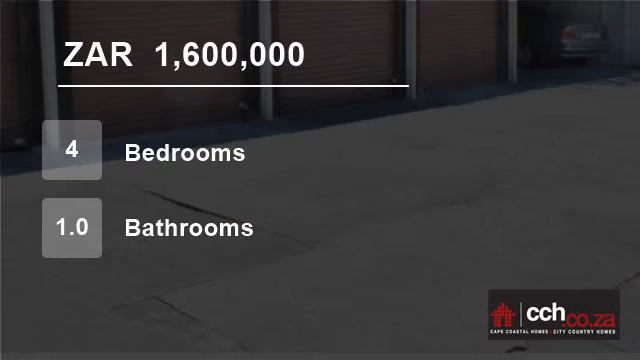 ZAR 1,600,000
4 Bedrooms
1.0 Bathrooms
cch.co.za
CAPE COASTAL HOMES - CITY COUNTRY HOMES